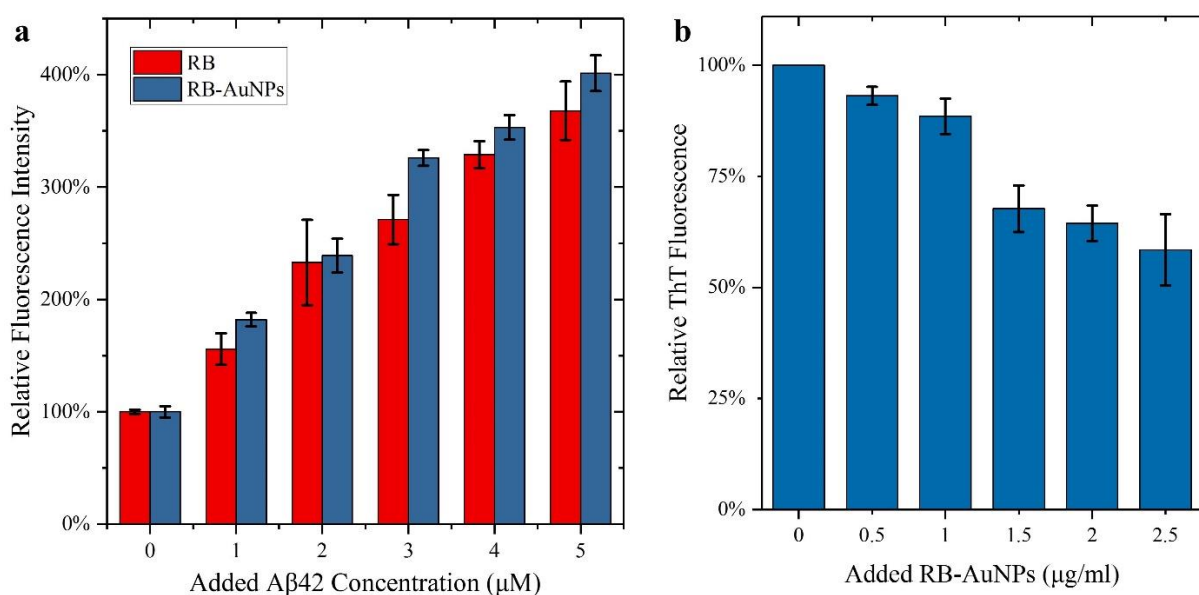 a
RB
RB-AuNPs
Relative Fluorescence Intensity
400%
300%
200%
100%
0%
0 1 2 3 4 5
Added Aβ42 Concentration (μM)
b
Relative ThT Fluorescence
100%
75%
50%
25%
0%
0 0.5 1 1.5 2 2.5
Added RB-AuNPs (μg/ml)